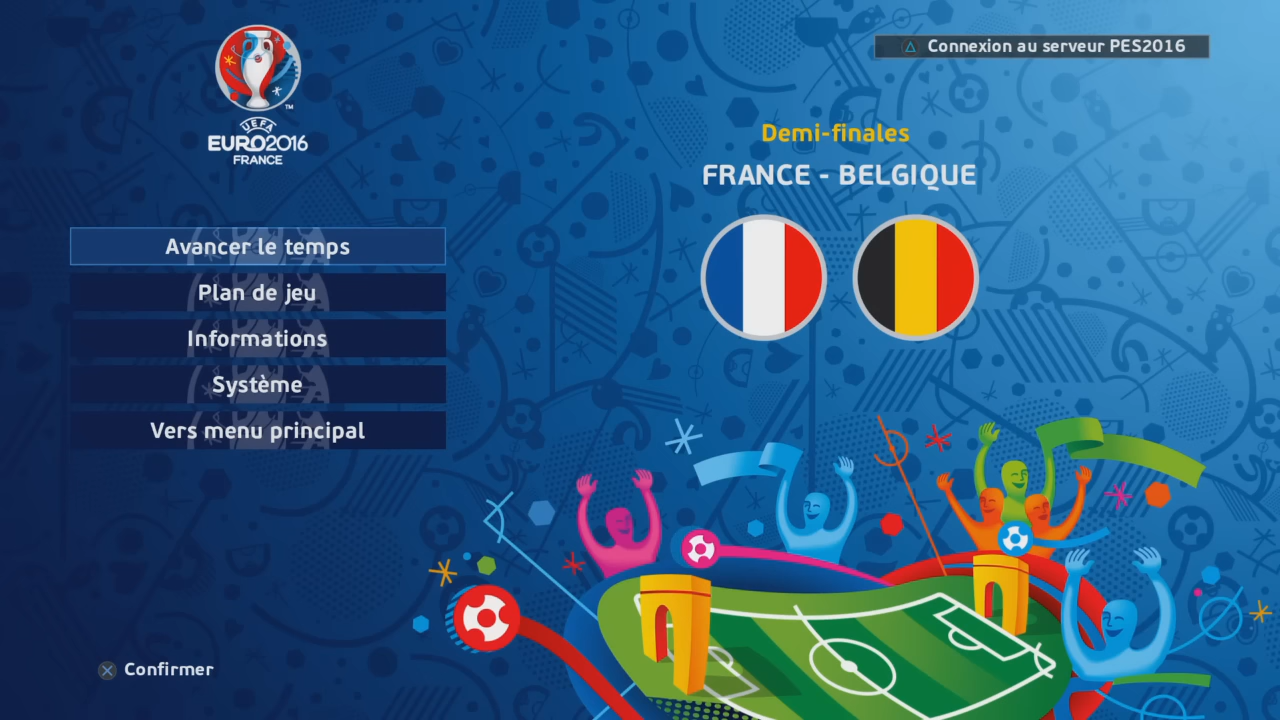 UEFA
EURO2016
FRANCE
TM
Connexion au serveur PES2016
Demi-finales
FRANCE - BELGIQUE
Avancer le temps
Plan de jeu
Informations
Système
Vers menu principal
Confirmer